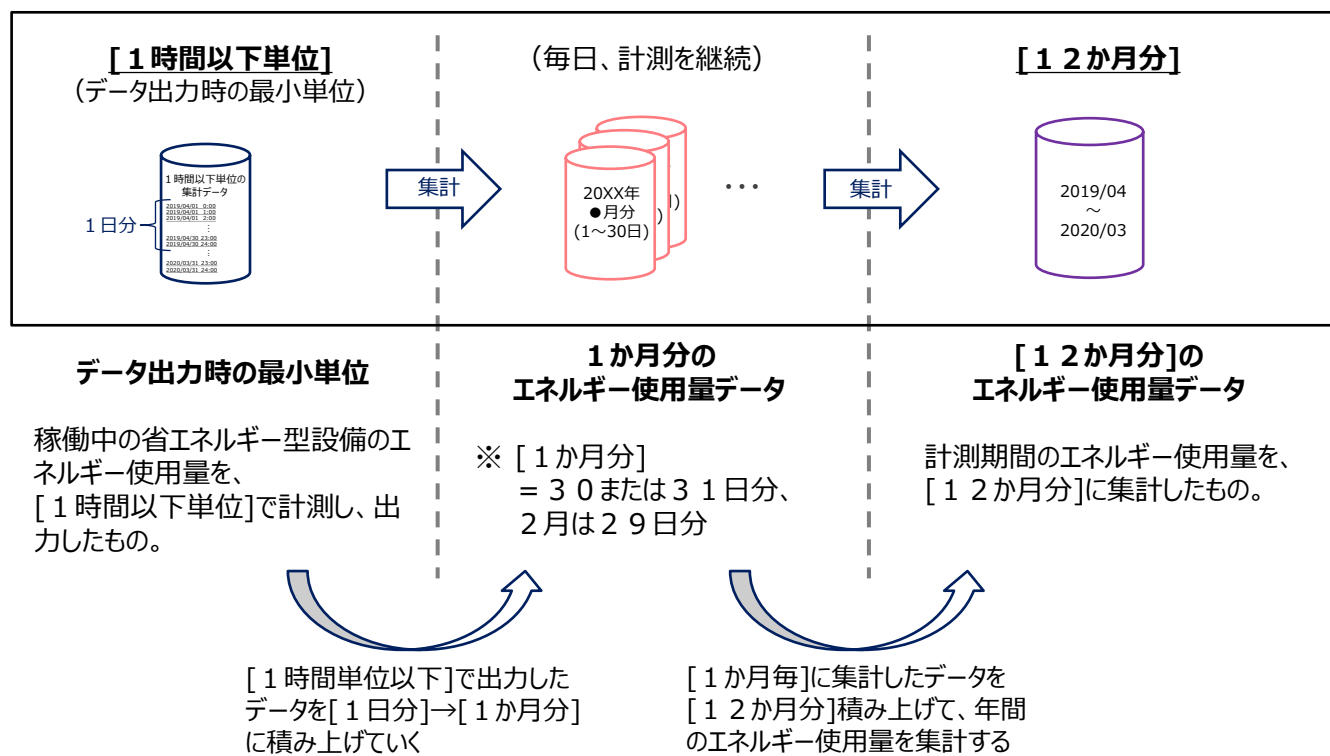 [１時間以下単位]
（データ出力時の最小単位）
１時間以下単位の
集計データ
2019/04/01 0:00
2019/04/01 1:00
2019/04/01 2:00
⋮
2019/04/30 23:00
2019/04/30 24:00
⋮
2020/03/31 23:00
2020/03/31 24:00
１日分
集計
（毎日、計測を継続）
20XX年
●月分
(1～30日)
…
集計
[１２か月分]
2019/04
～
2020/03
データ出力時の最小単位
稼働中の省エネルギー型設備のエ
ネルギー使用量を、
[１時間以下単位]で計測し、出
力したもの。
１か月分の
エネルギー使用量データ
※ [１か月分]
=３０または３１日分、
２月は２９日分
[１２か月分]の
エネルギー使用量データ
計測期間のエネルギー使用量を、
[１２か月分]に集計したもの。
[１時間単位以下]で出力した
データを[１日分]→[１か月分]
に積み上げていく
[１か月毎]に集計したデータを
[１２か月分]積み上げて、年間
のエネルギー使用量を集計する